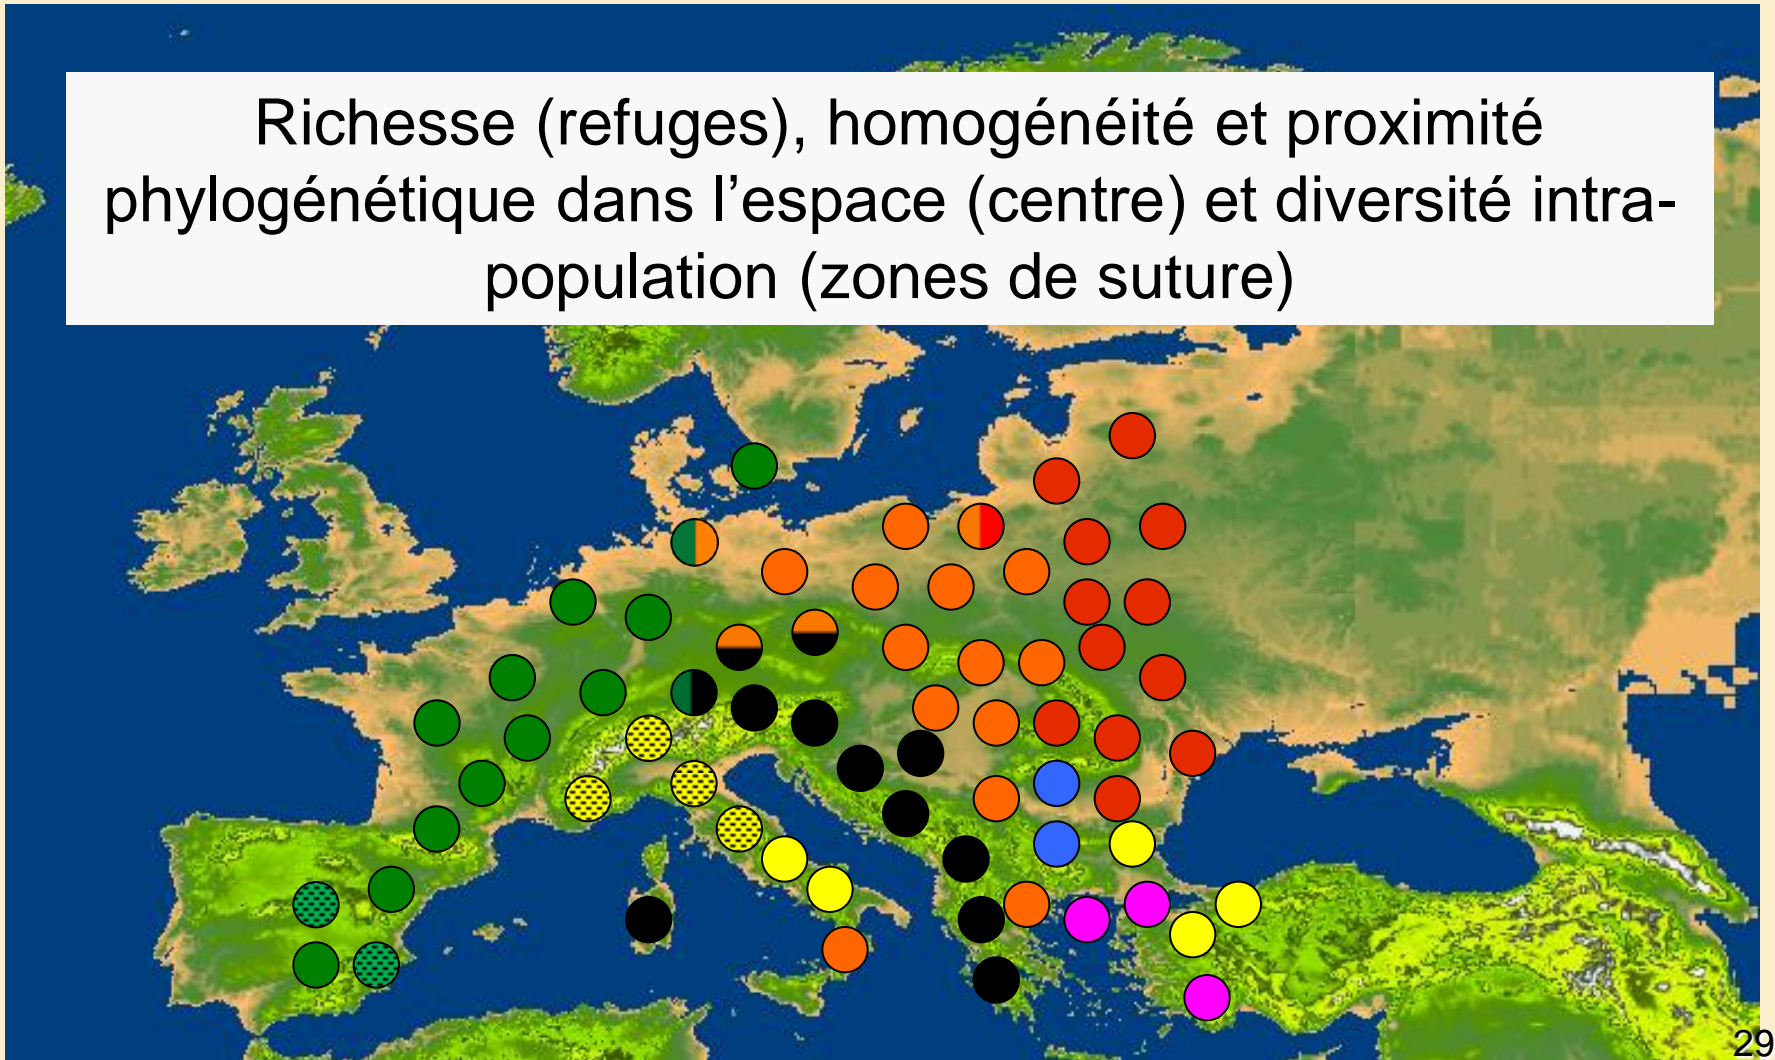 Richesse (refuges), homogénéité et proximité
phylogénétique dans l’espace (centre) et diversité intra-
population (zones de suture)
29